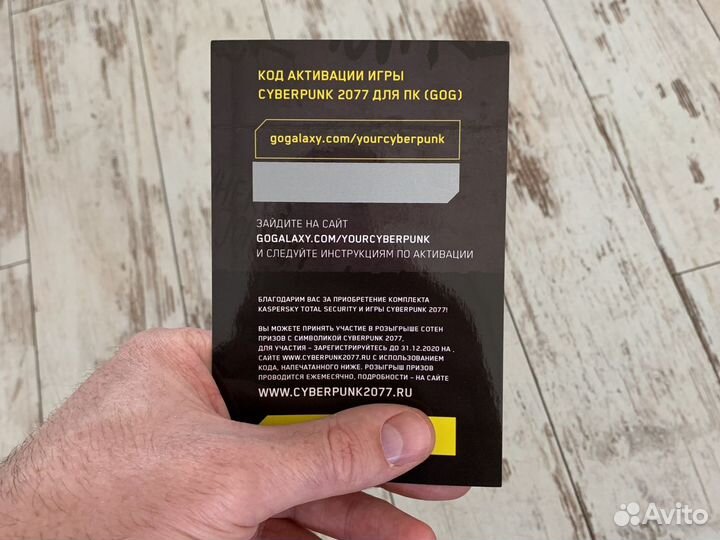 КОД АКТИВАЦИИ ИГРЫ
CYBERPUNK 2077 ДЛЯ ПК (GOG)
gogalaxy.com/yourcyberpunk
ЗАЙДИТЕ НА САЙТ
GOGALAXY.COM/YOURCYBERPUNK
И СЛЕДУЙТЕ ИНСТРУКЦИЯМ ПО АКТИВАЦИИ
БЛАГОДАРИМ ВАС ЗА ПРИОБРЕТЕНИЕ КОМПЛЕКТА
KASPERSKY TOTAL SECURITY И ИГРЫ CYBERPUNK 2077!
ВЫ МОЖЕТЕ ПРИНЯТЬ УЧАСТИЕ В РОЗЫГРЫШЕ СОТЕН
ПРИЗОВ С СИМВОЛИКОЙ CYBERPUNK 2077.
ДЛЯ УЧАСТИЯ – ЗАРЕГИСТРИРУЙТЕСЬ ДО 31.12.2020 НА
САЙТЕ WWW.CYBERPUNK2077.RU С ИСПОЛЬЗОВАНИЕМ
КОДА, НАПЕЧАТАННОГО НИЖЕ. РОЗЫГРЫШ ПРИЗОВ
ПРОВОДИТСЯ ЕЖЕМЕСЯЧНО, ПОДРОБНОСТИ – НА САЙТЕ
WWW.CYBERPUNK2077.RU
Avito